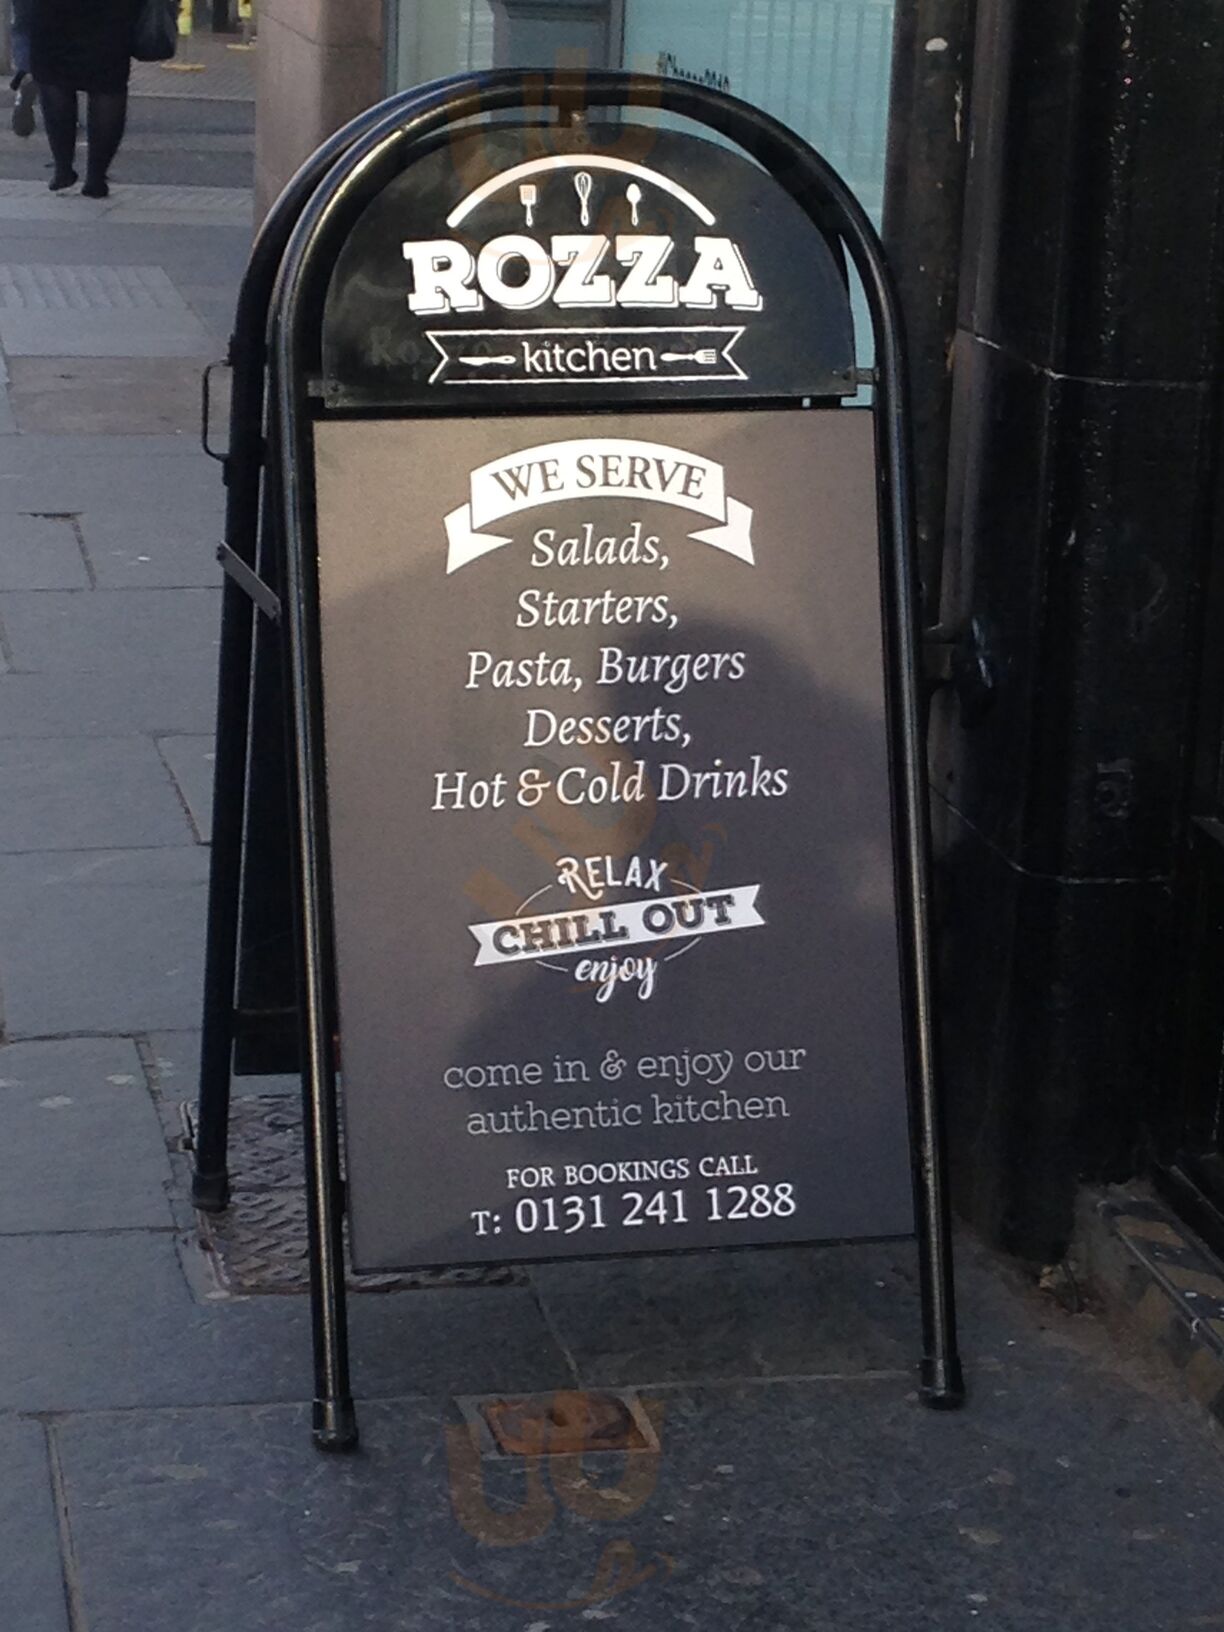 ROZZA
kitchen
WE SERVE
Salads,
Starters,
Pasta, Burgers
Desserts,
Hot & Cold Drinks
RELAX
CHILL OUT
enjoy
come in & enjoy our
authentic kitchen
FOR BOOKINGS CALL
T: 0131 241 1288